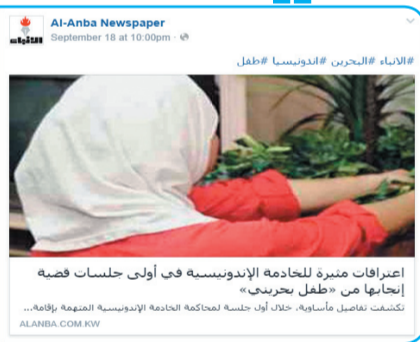 Al-Anba Newspaper
الأنباء
September 18 at 10:00pm ·
#الانباء #البحرين #اندونيسيا #طفل
اعترافات مثيرة للخادمة الإندونيسية في أولى جلسات قضية
إنجابها من «طفل بحريني»
تكشفت تفاصيل مأساوية، خلال أول جلسة لمحاكمة الخادمة الإندونيسية المتهمة بإقامة...
ALANBA.COM.KW